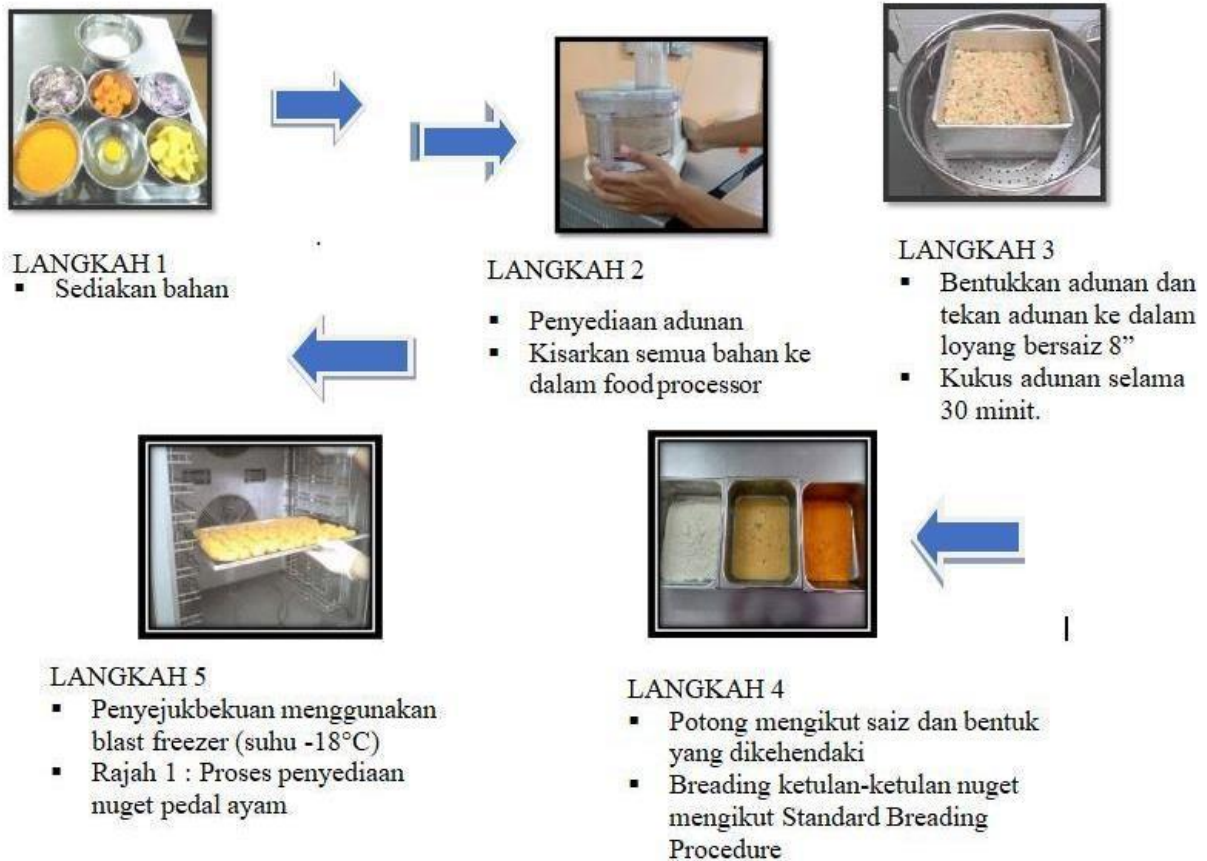 LANGKAH 1
▪ Sediakan bahan
LANGKAH 2
▪ Penyediaan adunan
▪ Kisarkan semua bahan ke
dalam food processor
LANGKAH 3
▪ Bentukkan adunan dan
tekan adunan ke dalam
loyang bersaiz 8”
▪ Kukus adunan selama
30 minit.
LANGKAH 4
▪ Potong mengikut saiz dan bentuk
yang dikehendaki
▪ Breading ketulan-ketulan nuget
mengikut Standard Breading
Procedure
LANGKAH 5
▪ Penyejukbekuan menggunakan
blast freezer (suhu -18°C)
▪ Rajah 1 : Proses penyediaan
nuget pedal ayam